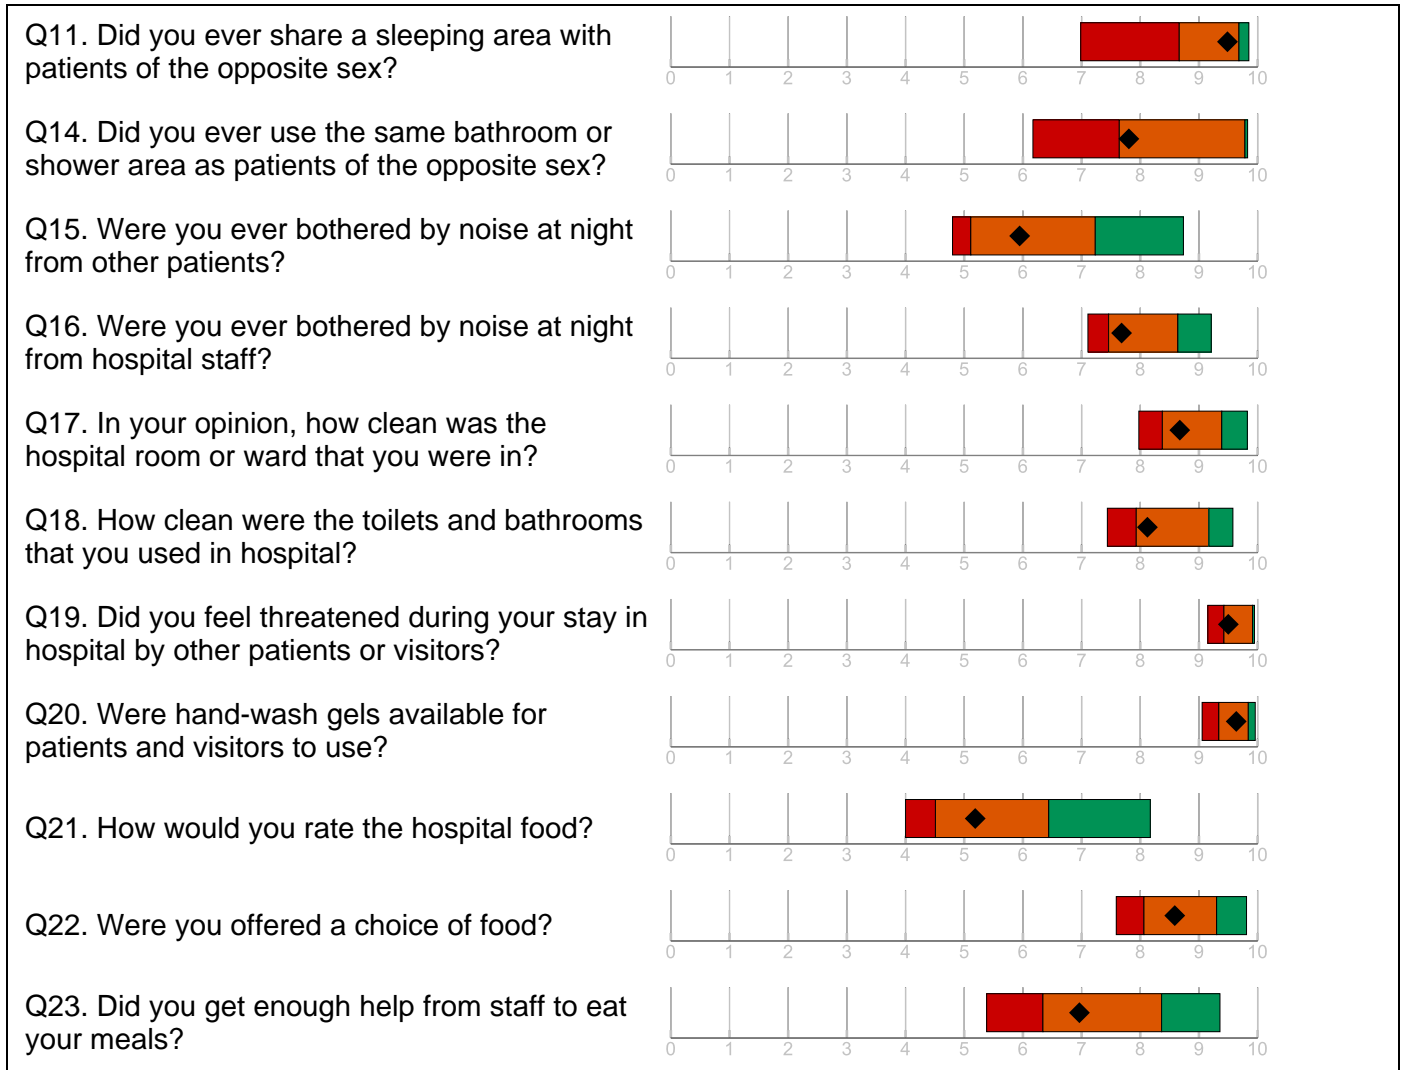 Q11. Did you ever share a sleeping area with
patients of the opposite sex?
0 1 2 3 4 5 6 7 8 9 10
Q14. Did you ever use the same bathroom or
shower area as patients of the opposite sex?
0 1 2 3 4 5 6 7 8 9 10
Q15. Were you ever bothered by noise at night
from other patients?
0 1 2 3 4 5 6 7 8 9 10
Q16. Were you ever bothered by noise at night
from hospital staff?
0 1 2 3 4 5 6 7 8 9 10
Q17. In your opinion, how clean was the
hospital room or ward that you were in?
0 1 2 3 4 5 6 7 8 9 10
Q18. How clean were the toilets and bathrooms
that you used in hospital?
0 1 2 3 4 5 6 7 8 9 10
Q19. Did you feel threatened during your stay in
hospital by other patients or visitors?
0 1 2 3 4 5 6 7 8 9 10
Q20. Were hand-wash gels available for
patients and visitors to use?
0 1 2 3 4 5 6 7 8 9 10
Q21. How would you rate the hospital food?
0 1 2 3 4 5 6 7 8 9 10
Q22. Were you offered a choice of food?
0 1 2 3 4 5 6 7 8 9 10
Q23. Did you get enough help from staff to eat
your meals?
0 1 2 3 4 5 6 7 8 9 10